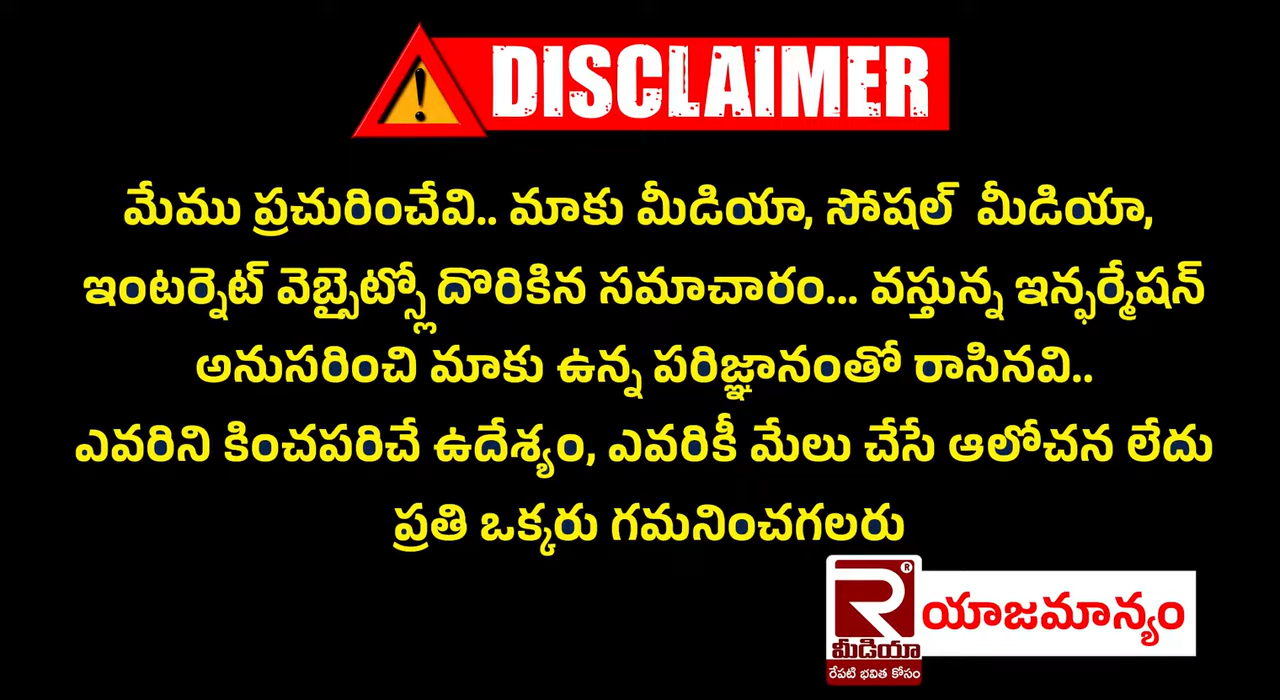 DISCLAIMER
మేము ప్రచురించేవి.. మాకు మీడియా, సోషల్ మీడియా,
ఇంటర్నెట్ వెబ్సైట్స్లో దొరికిన సమాచారం... వస్తున్న ఇన్ఫర్మేషన్
అనుసరించి మాకు ఉన్న పరిజ్ఞానంతో రాసినవి..
ఎవరిని కించపరిచే ఉదేశ్యం, ఎవరికీ మేలు చేసే ఆలోచన లేదు
ప్రతి ఒక్కరు గమనించగలరు
R ®
మీడియా
రేపటి భవిత కోసం
యాజమాన్యం